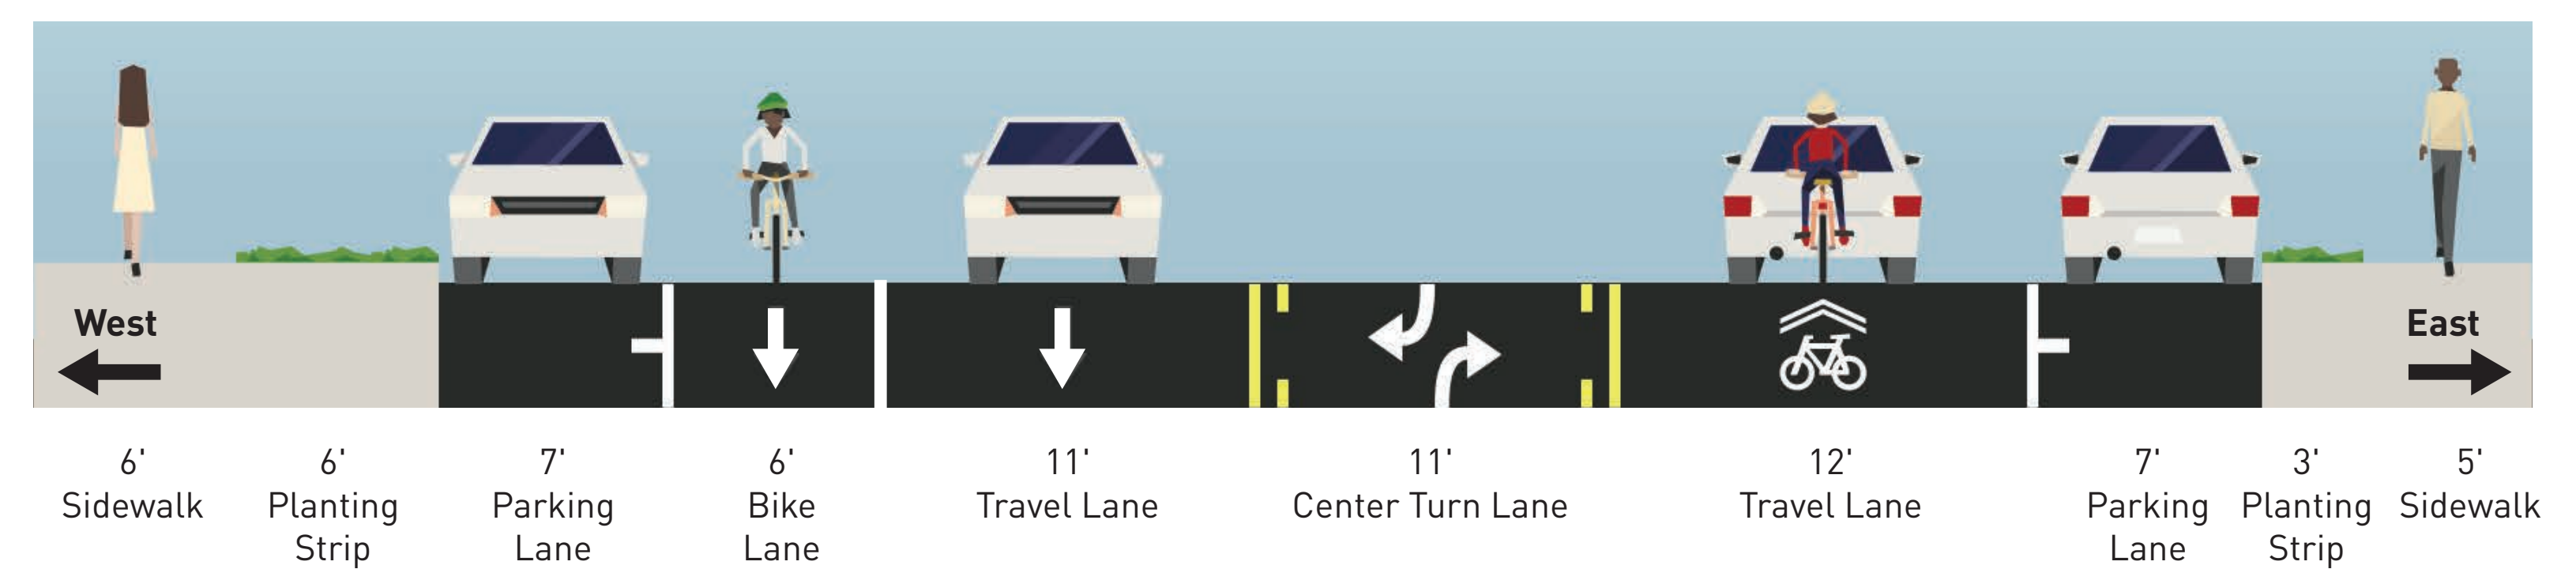 West
East
6' 6' 7' 6' 11' 11' 12' 7' 3' 5'
Sidewalk Planting Parking Bike Travel Lane Center Turn Lane Travel Lane Parking Planting Sidewalk
Strip Lane Lane Lane Strip